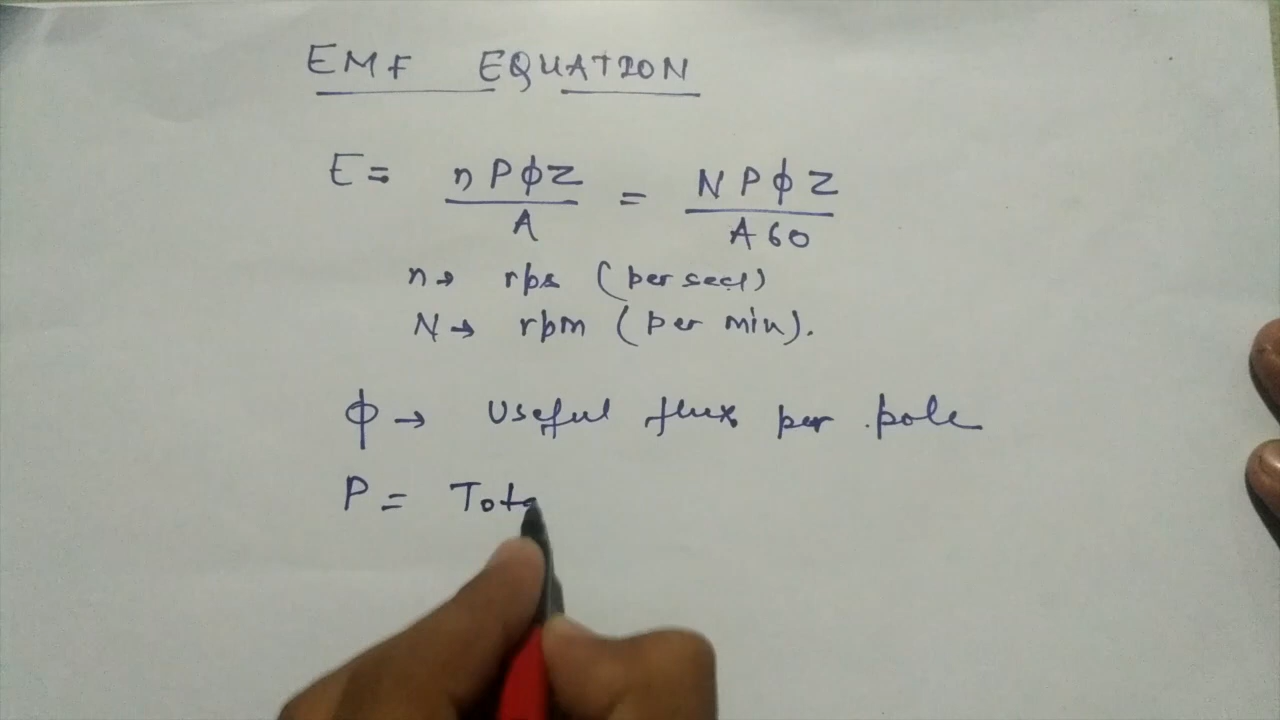 EMF EQUATION
E = nPϕZ / A = NPϕZ / A60
n → rps (per sec)
N → rpm (per min).
ϕ → Useful flux per pole
P = Tota